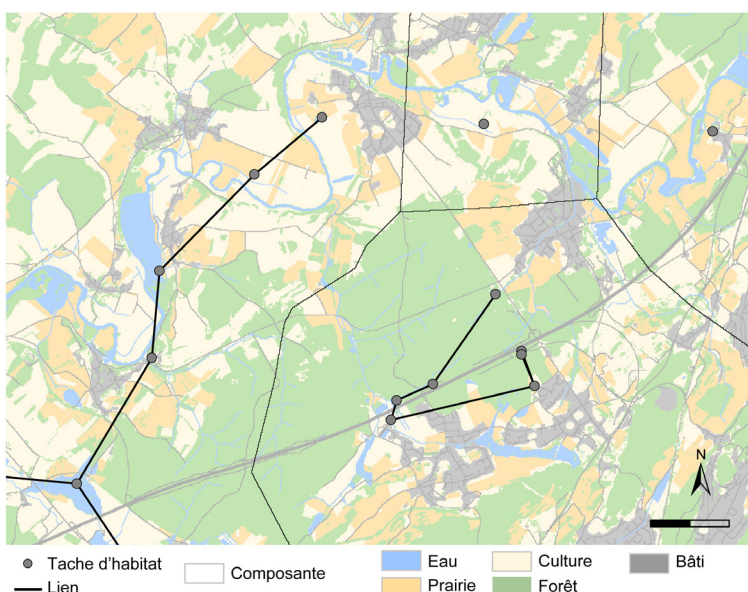 N
Tache d'habitat
Lien
Composante
Eau
Prairie
Culture
Forêt
Bâti